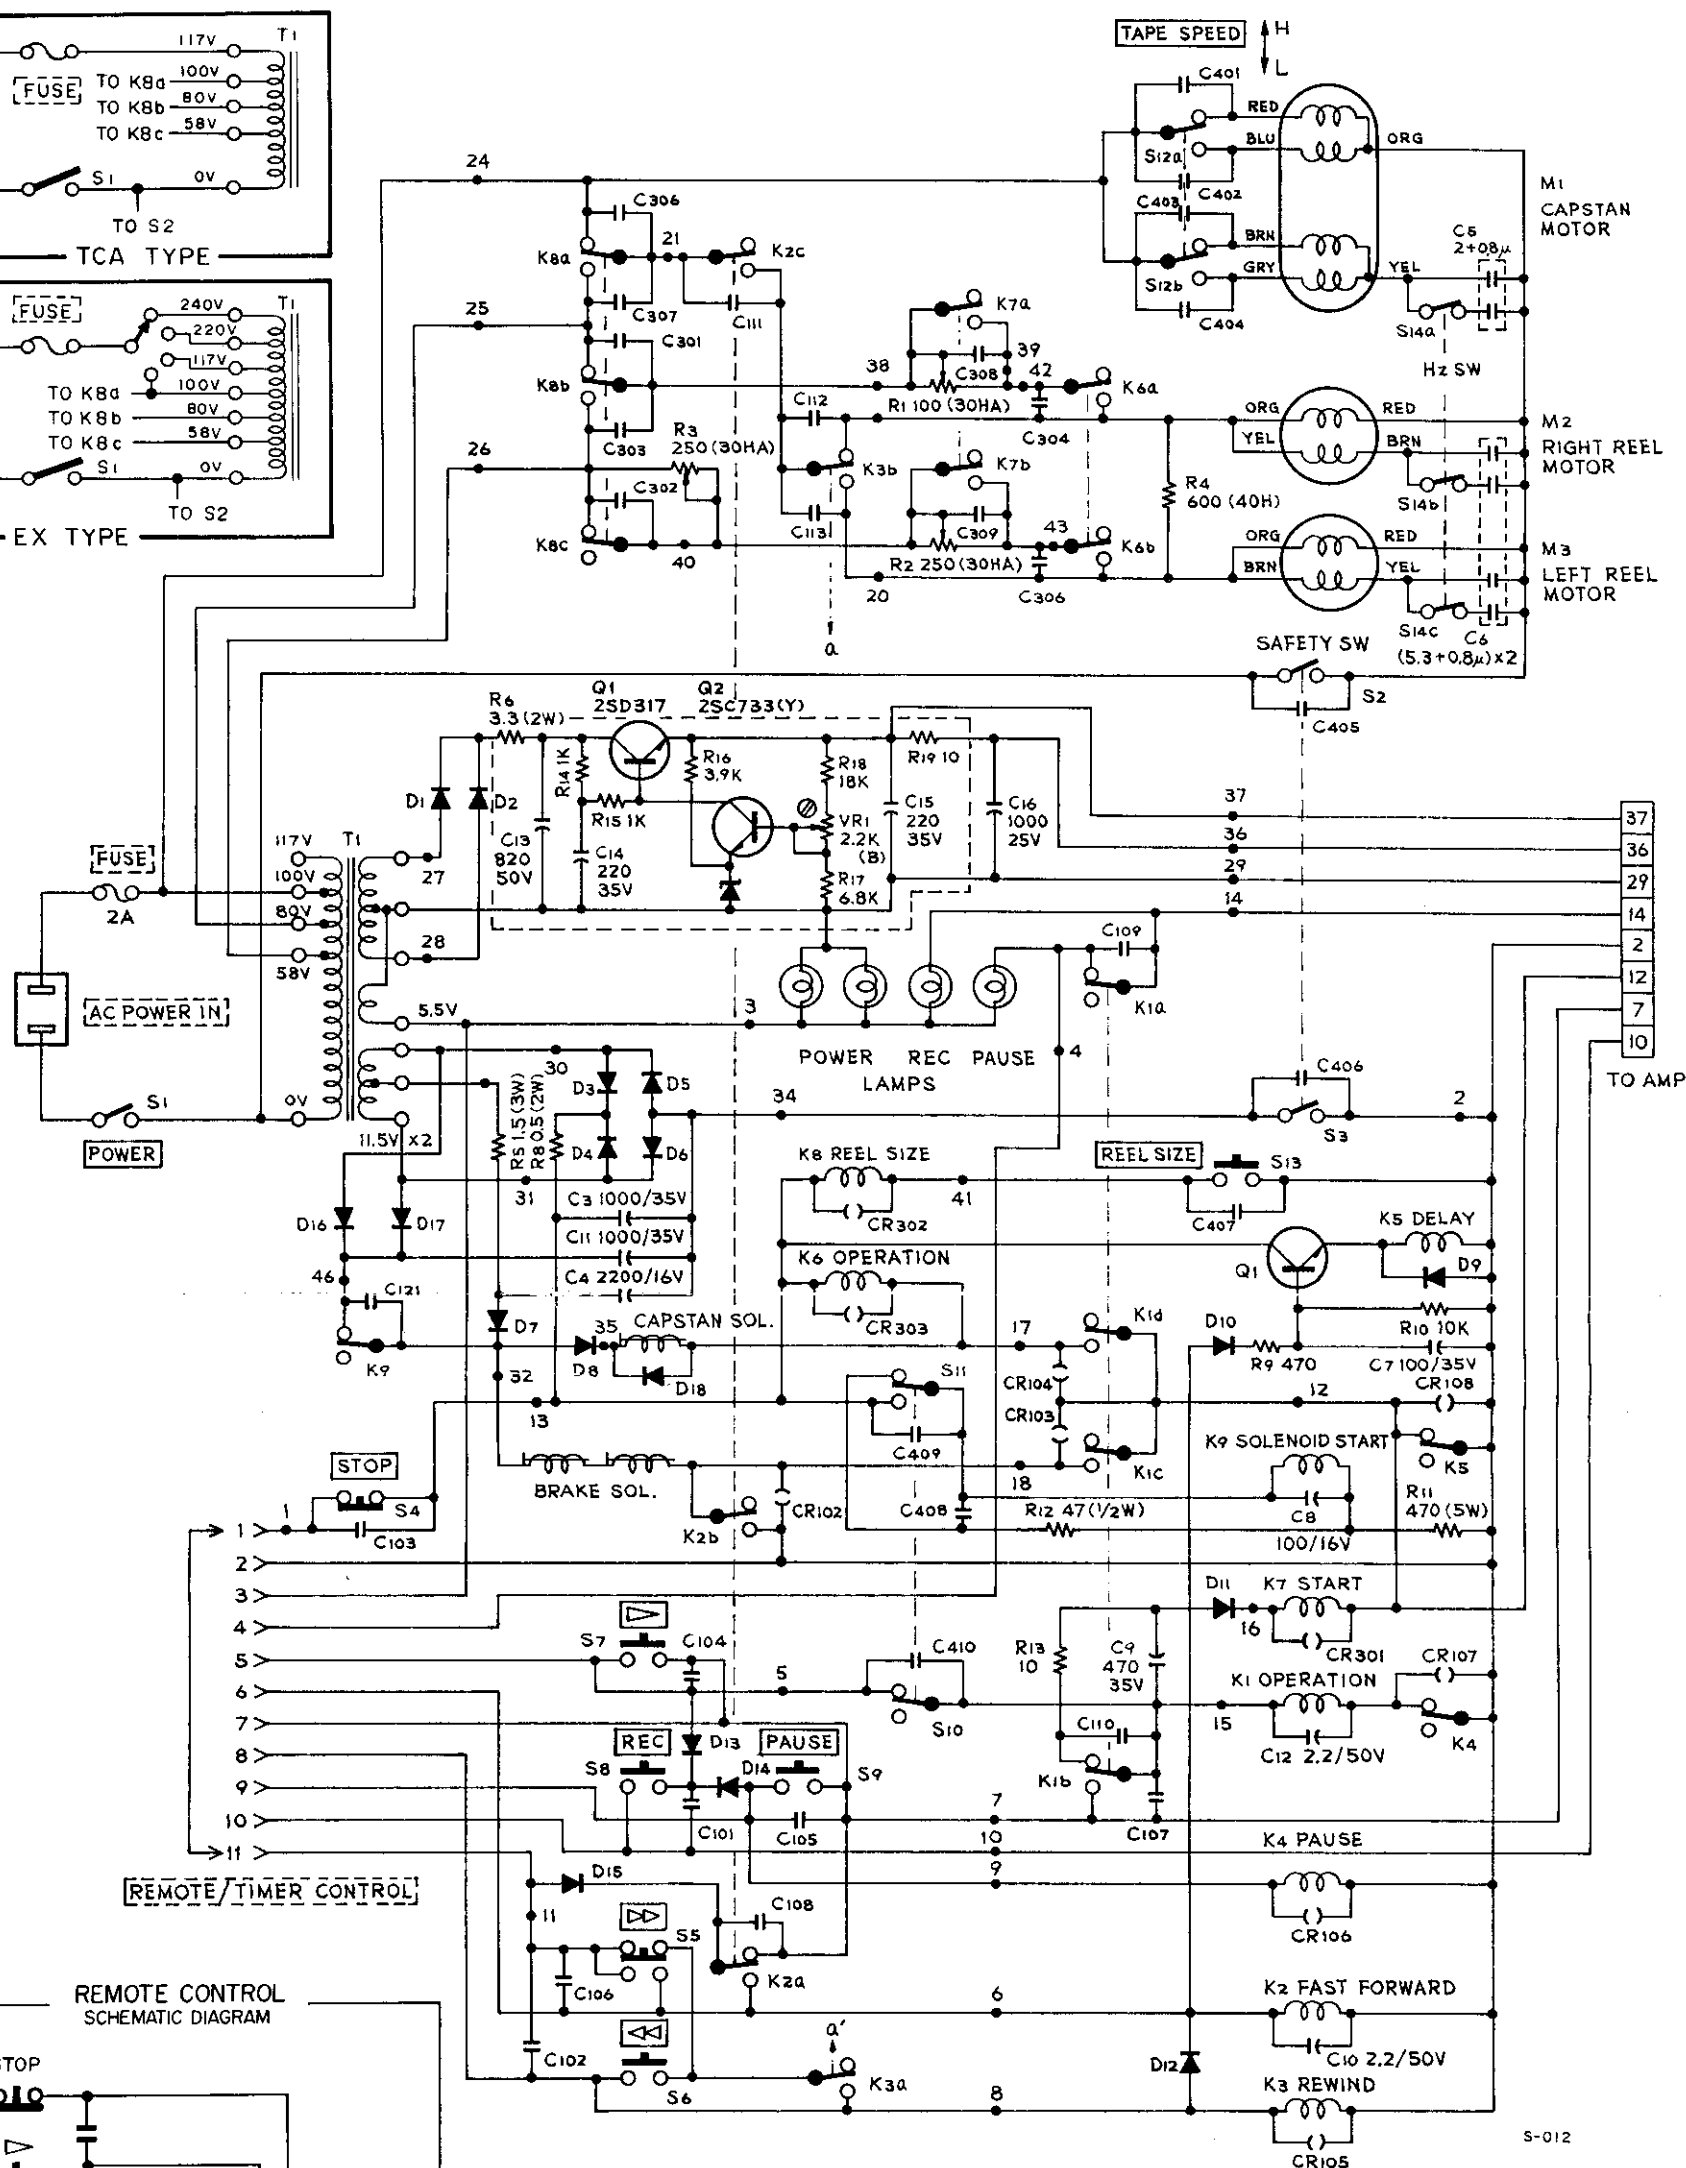 117V
T1
100V
FUSE
TO K8a
TO K8b
80V
TO K8c
58V
S1
0V
TO S2
TCA TYPE
FUSE
240V
T1
220V
117V
TO K8a
100V
TO K8b
80V
TO K8c
58V
S1
0V
TO S2
EX TYPE
TAPE SPEED
H
L
C401
RED
BLU
ORG
S12a
C402
C403
BRN
GRY
YEL
S12b
C404
M1
CAPSTAN
MOTOR
C5
2+0.8μ
S14a
Hz SW
24
C306
21
K2c
K8a
C307
C111
25
C301
K8b
C303
K7a
39
38
C308
42
K6a
R1 100 (30HA)
C304
C112
R3
250 (30HA)
26
C302
K3b
K7b
C113
C309
43
K8c
40
K6b
R2 250 (30HA)
20
C306
R4
600 (40H)
ORG
RED
YEL
BRN
M2
RIGHT REEL
MOTOR
S14b
ORG
RED
BRN
YEL
M3
LEFT REEL
MOTOR
S14c
C6
(5.3+0.8μ)×2
a
SAFETY SW
S2
C405
R6
3.3 (2W)
Q1
2SD317
Q2
2SC733(Y)
R14 1K
R16
3.9K
R18
18K
R19 10
D1
D2
R15 1K
C13
820
50V
C14
220
35V
VR1
2.2K
(B)
R17
6.8K
C15
220
35V
C16
1000
25V
37
36
29
14
37
36
29
14
2
12
7
10
TO AMP
117V
T1
FUSE
100V
2A
80V
58V
27
28
AC POWER IN
5.5V
3
C109
K1a
POWER
REC
PAUSE
LAMPS
4
S1
0V
POWER
11.5V ×2
30
R5 1.5 (3W)
R8 0.5 (2W)
D3
D5
D4
D6
34
C406
2
S3
31
K8 REEL SIZE
REEL SIZE
S13
C3 1000/35V
41
CR302
C407
K5 DELAY
D16
D17
C11 1000/35V
K6 OPERATION
Q1
D9
46
C4 2200/16V
C121
CR303
K1d
D10
R10 10K
D7
35
CAPSTAN SOL.
17
K9
D8
R9 470
C7 100/35V
32
D18
S11
CR104
12
CR108
13
CR103
C409
K9 SOLENOID START
K1c
K5
STOP
BRAKE SOL.
18
S4
K2b
CR102
C408
R12 47 (1/2W)
C8
100/16V
R11
470 (5W)
1
1
C103
2
3
4
5
6
7
8
9
10
11
REMOTE/TIMER CONTROL
S7
C104
5
C410
S10
R13
10
C9
470
35V
D11
16
K7 START
CR301
CR107
K1 OPERATION
15
C12 2.2/50V
K4
C110
K1b
C107
REC
D13
PAUSE
S8
D14
S9
C101
C105
7
10
9
K4 PAUSE
CR106
D15
11
S5
C108
K2a
C106
6
K2 FAST FORWARD
C10 2.2/50V
C102
S6
a'
K3a
8
D12
K3 REWIND
CR105
REMOTE CONTROL
SCHEMATIC DIAGRAM
S-012